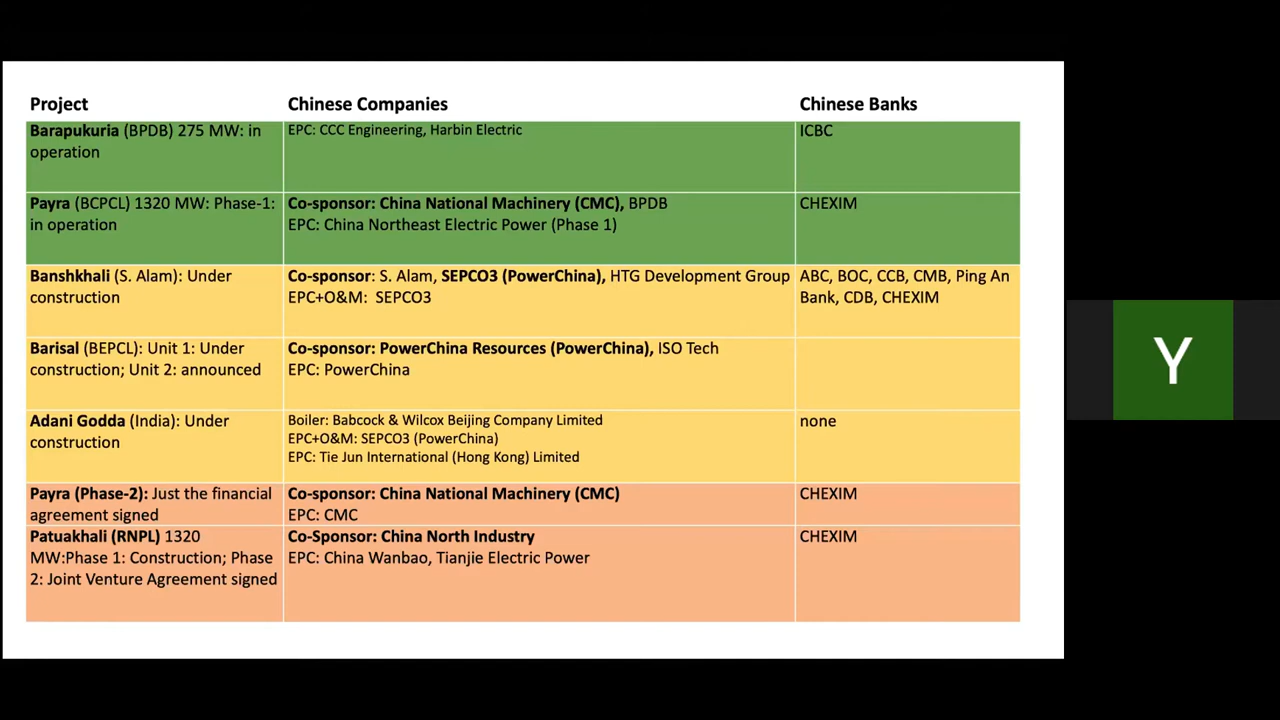 Project
Chinese Companies
Chinese Banks
Barapukuria (BPDB) 275 MW: in
operation
EPC: CCC Engineering, Harbin Electric
ICBC
Payra (BCPCL) 1320 MW: Phase-1:
in operation
Co-sponsor: China National Machinery (CMC), BPDB
EPC: China Northeast Electric Power (Phase 1)
CHEXIM
Banshkhali (S. Alam): Under
construction
Co-sponsor: S. Alam, SEPCO3 (PowerChina), HTG Development Group
EPC+O&M: SEPCO3
ABC, BOC, CCB, CMB, Ping An
Bank, CDB, CHEXIM
Barisal (BEPCL): Unit 1: Under
construction; Unit 2: announced
Co-sponsor: PowerChina Resources (PowerChina), ISO Tech
EPC: PowerChina
Adani Godda (India): Under
construction
Boiler: Babcock & Wilcox Beijing Company Limited
EPC+O&M: SEPCO3 (PowerChina)
EPC: Tie Jun International (Hong Kong) Limited
none
Payra (Phase-2): Just the financial
agreement signed
Co-sponsor: China National Machinery (CMC)
EPC: CMC
CHEXIM
Patuakhali (RNPL) 1320
MW:Phase 1: Construction; Phase
2: Joint Venture Agreement signed
Co-Sponsor: China North Industry
EPC: China Wanbao, Tianjie Electric Power
CHEXIM
Y